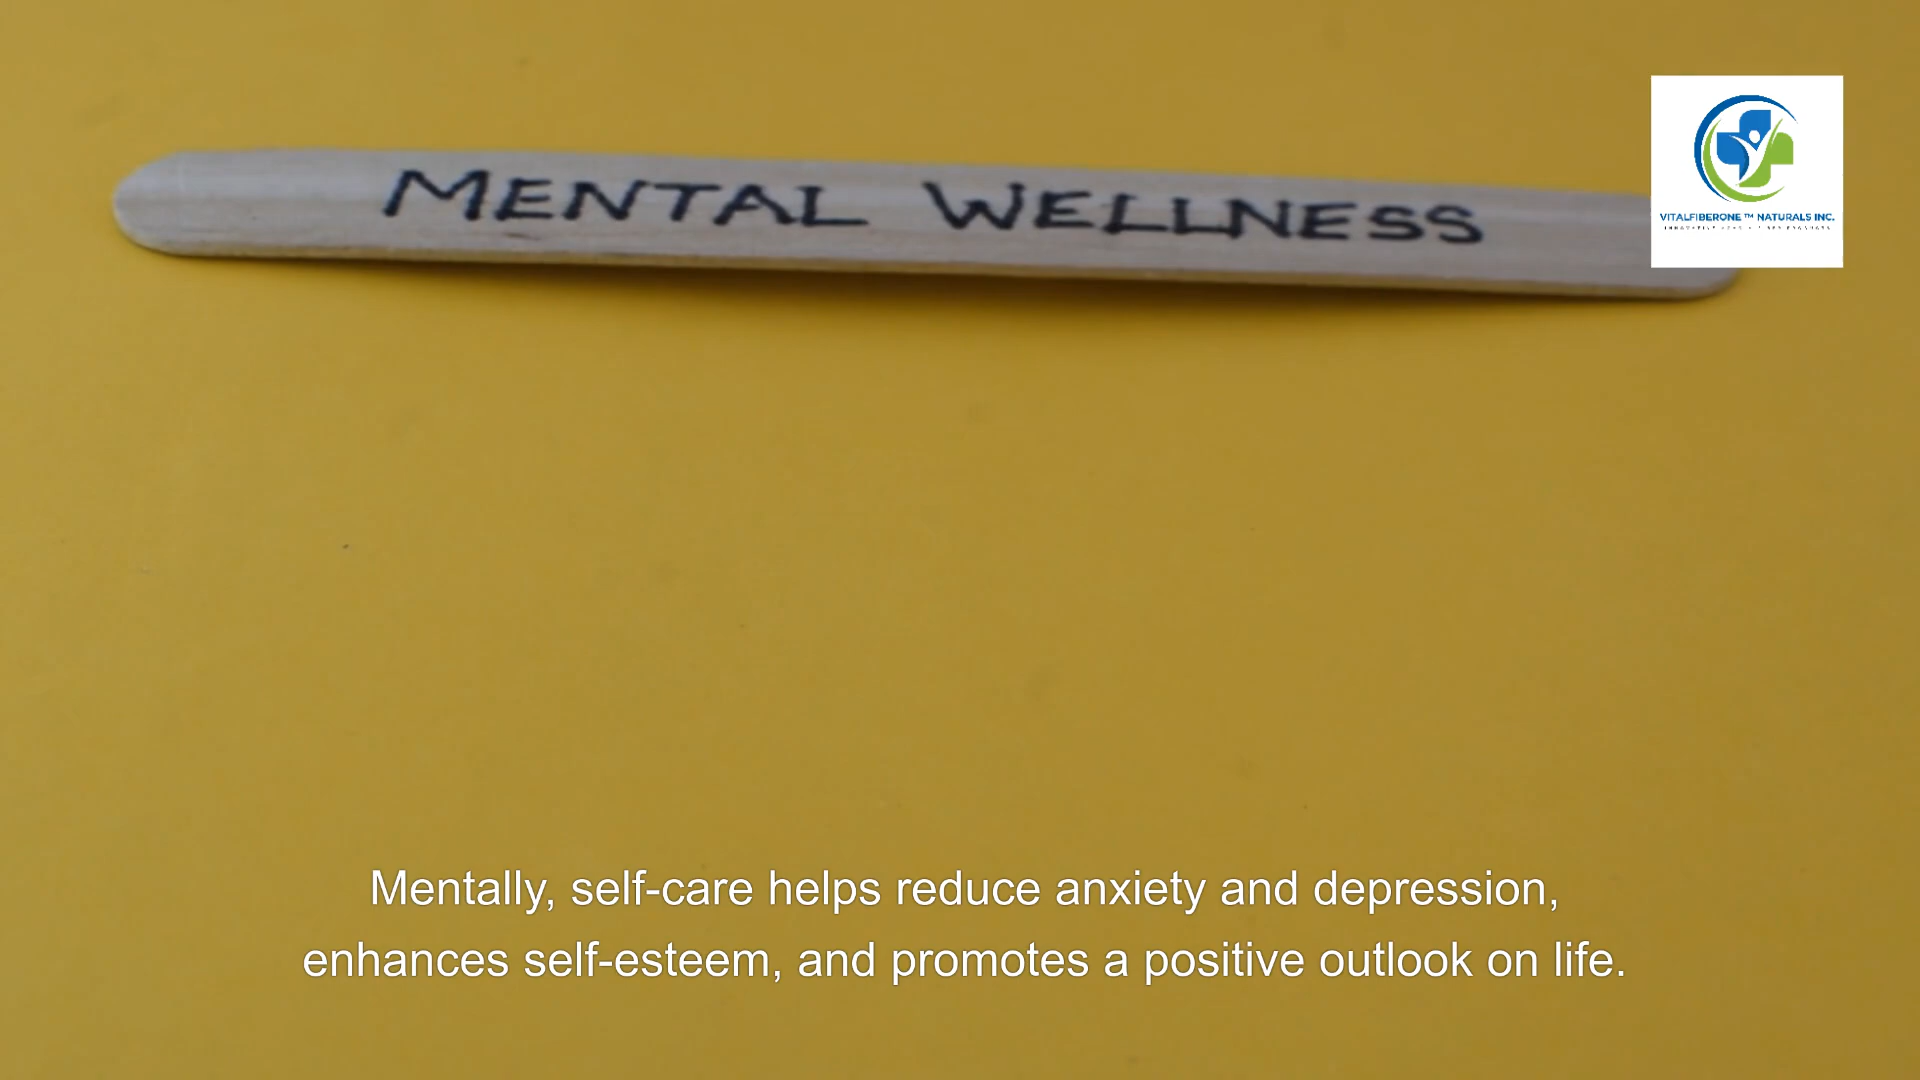 MENTAL WELLNESS
VITALFIBERONE ™ NATURALS INC.
Mentally, self-care helps reduce anxiety and depression,
enhances self-esteem, and promotes a positive outlook on life.